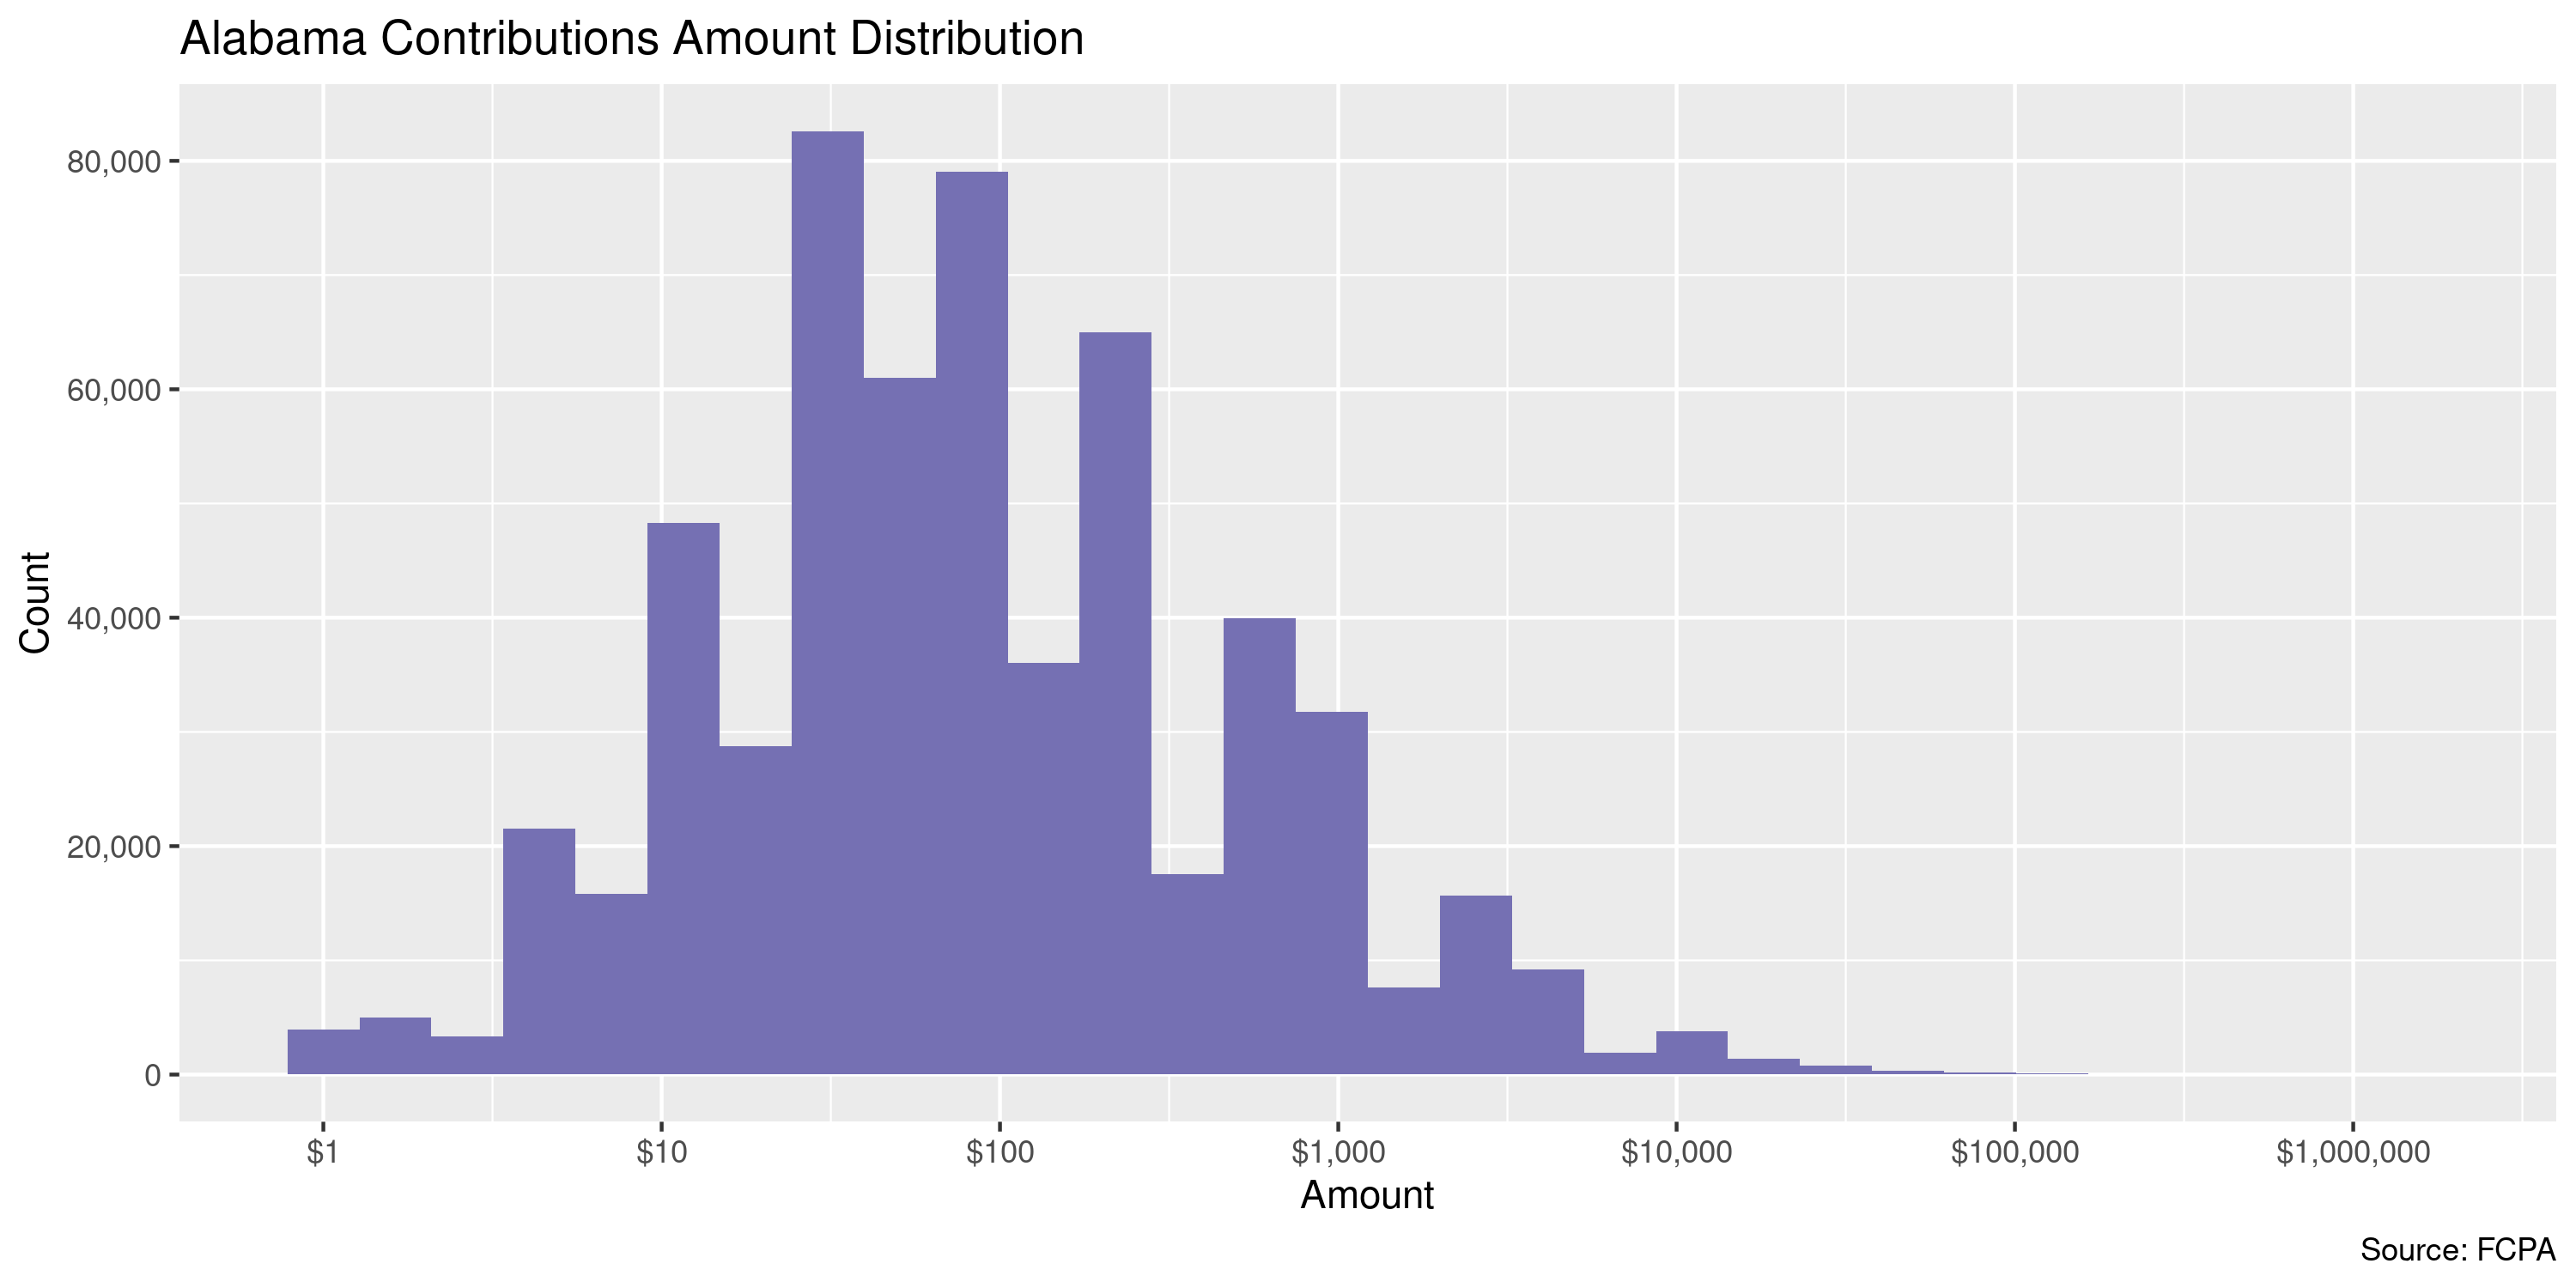 Alabama Contributions Amount Distribution
80,000
60,000
40,000
20,000
0
Count
$1 $10 $100 $1,000 $10,000 $100,000 $1,000,000
Amount
Source: FCPA